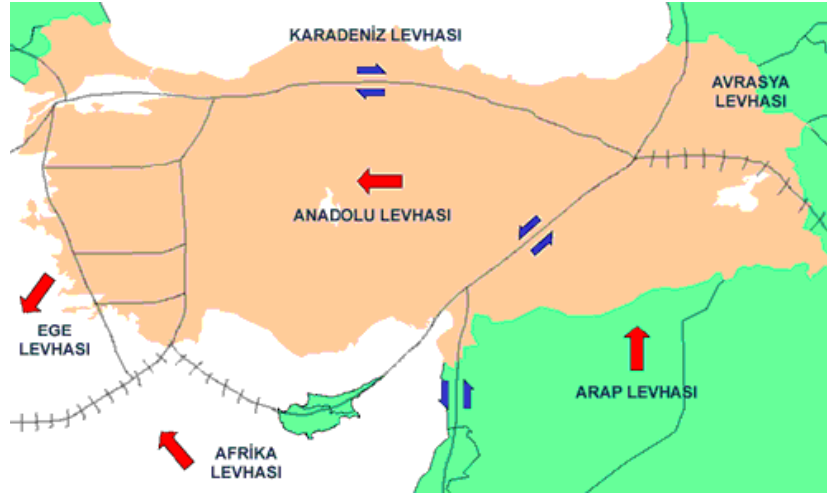 KARADENİZ LEVHASI
AVRASYA
LEVHASI
ANADOLU LEVHASI
EGE
LEVHASI
ARAP LEVHASI
AFRİKA
LEVHASI